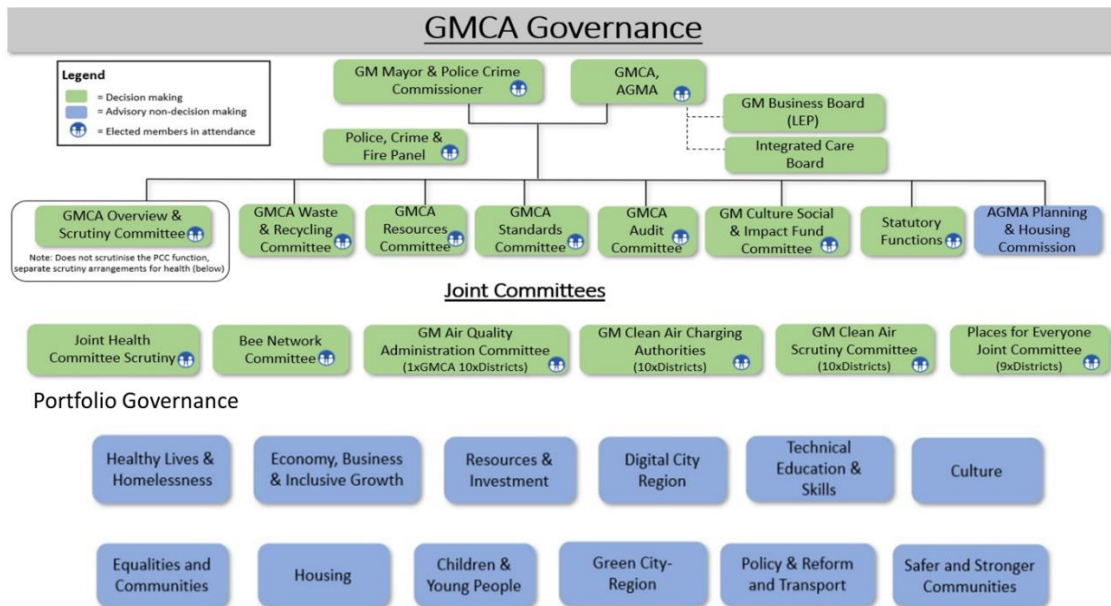 GMCA Governance
Legend
= Decision making
= Advisory non-decision making
= Elected members in attendance
GM Mayor & Police Crime
Commissioner
GMCA,
AGMA
GM Business Board
(LEP)
Police, Crime &
Fire Panel
Integrated Care
Board
GMCA Overview &
Scrutiny Committee
Note: Does not scrutinise the PCC function,
separate scrutiny arrangements for health (below)
GMCA Waste
& Recycling
Committee
GMCA
Resources
Committee
GMCA
Standards
Committee
GMCA
Audit
Committee
GM Culture Social
& Impact Fund
Committee
Statutory
Functions
AGMA Planning
& Housing
Commission
Joint Committees
Joint Health
Committee Scrutiny
Bee Network
Committee
GM Air Quality
Administration Committee
(1xGMCA 10xDistricts)
GM Clean Air Charging
Authorities
(10xDistricts)
GM Clean Air
Scrutiny Committee
(10xDistricts)
Places for Everyone
Joint Committee
(9xDistricts)
Portfolio Governance
Healthy Lives &
Homelessness
Economy, Business
& Inclusive Growth
Resources &
Investment
Digital City
Region
Technical
Education &
Skills
Culture
Equalities and
Communities
Housing
Children &
Young People
Green City-
Region
Policy & Reform
and Transport
Safer and Stronger
Communities